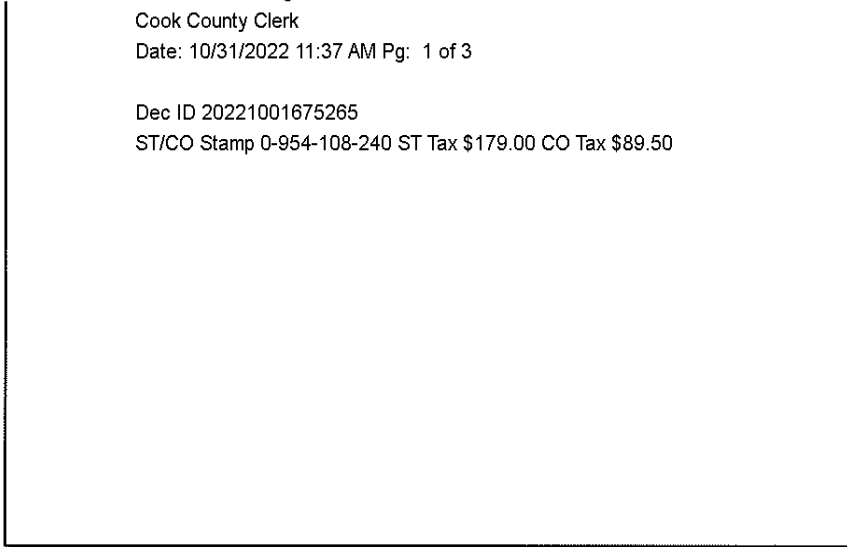 Cook County Clerk
Date: 10/31/2022 11:37 AM Pg: 1 of 3
Dec ID 20221001675265
ST/CO Stamp 0-954-108-240 ST Tax $179.00 CO Tax $89.50